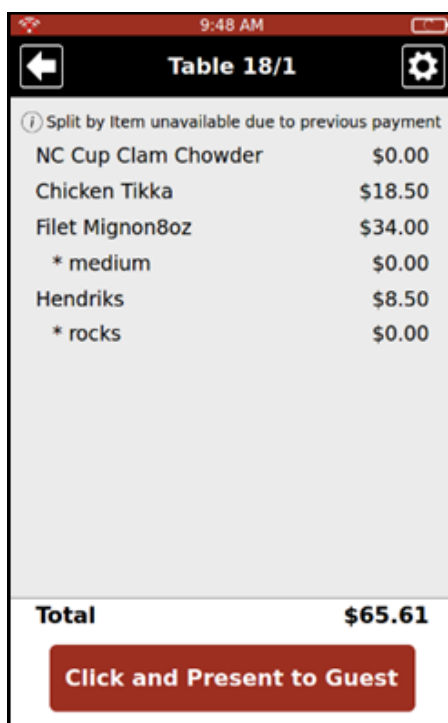 9:48 AM
Table 18/1
i Split by Item unavailable due to previous payment
NC Cup Clam Chowder $0.00
Chicken Tikka $18.50
Filet Mignon8oz $34.00
* medium $0.00
Hendriks $8.50
* rocks $0.00
Total $65.61
Click and Present to Guest